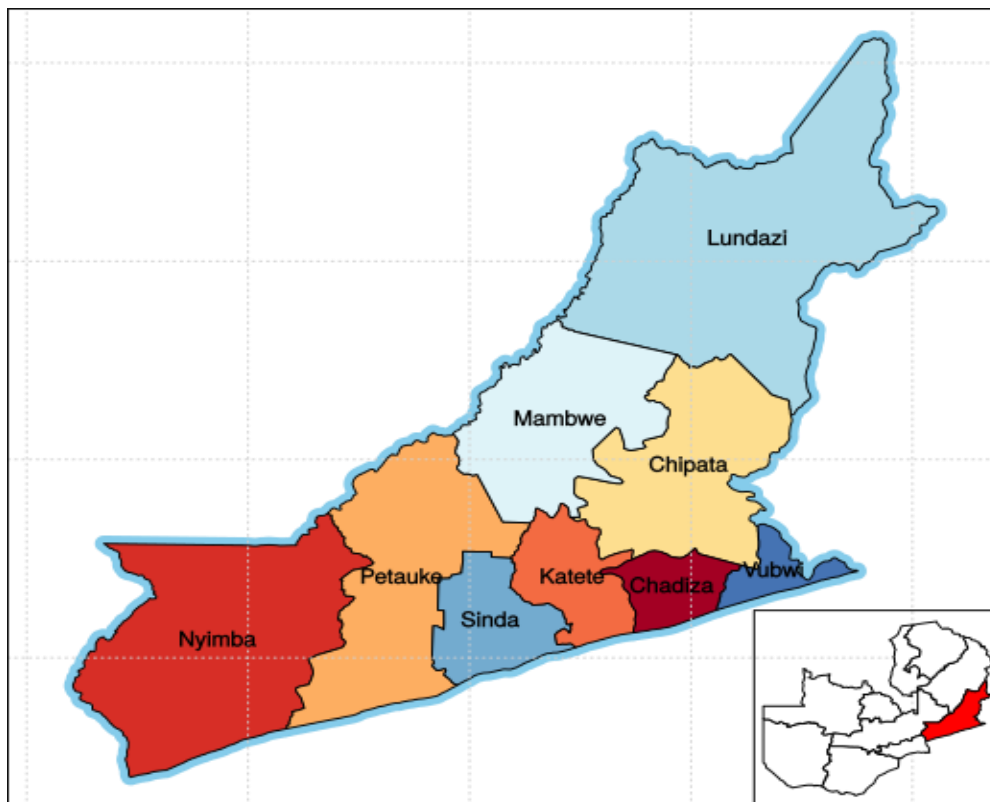 Lundazi
Mambwe
Chipata
Petauke
Katete
Chadiza
Vubwi
Sinda
Nyimba